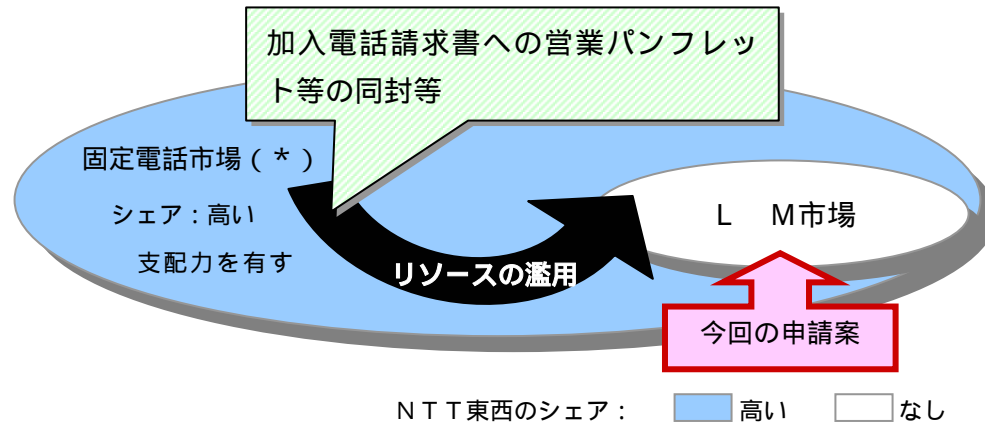 加入電話請求書への営業パンフレッ
ト等の同封等
固定電話市場(*)
シェア:高い
支配力を有す
L M市場
リソースの濫用
今回の申請案
NTT東西のシェア: 高い なし